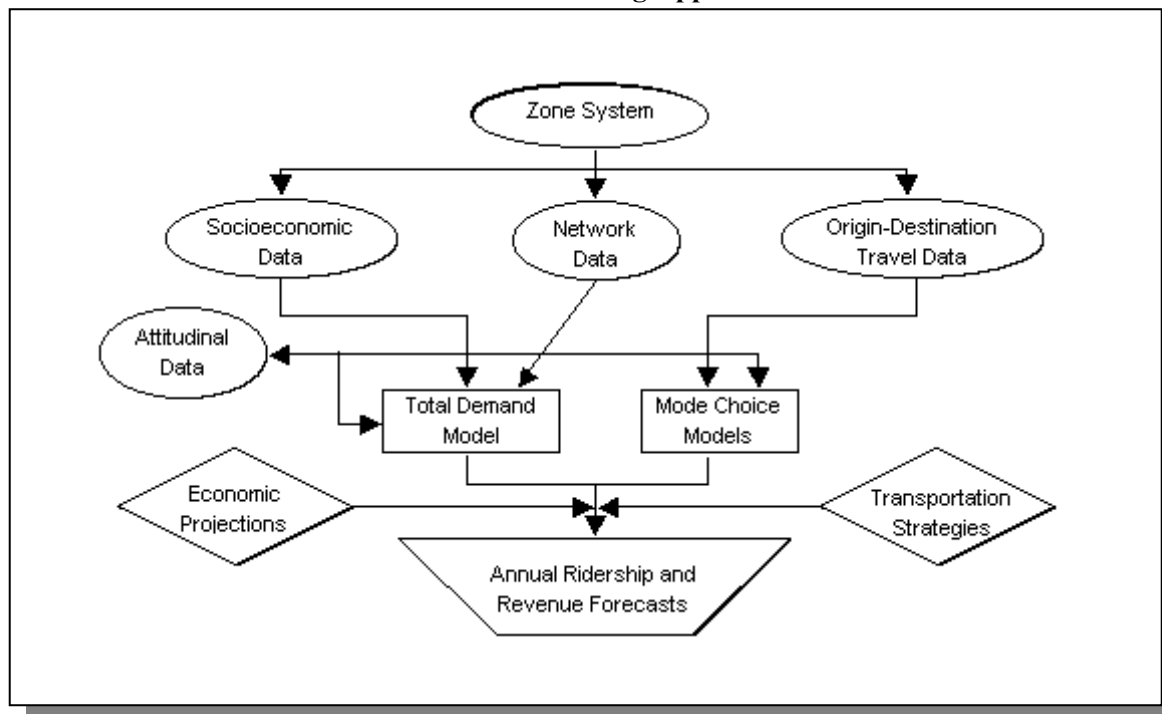 Zone System
Socioeconomic
Data
Network
Data
Origin-Destination
Travel Data
Attitudinal
Data
Total Demand
Model
Mode Choice
Models
Economic
Projections
Transportation
Strategies
Annual Ridership and
Revenue Forecasts